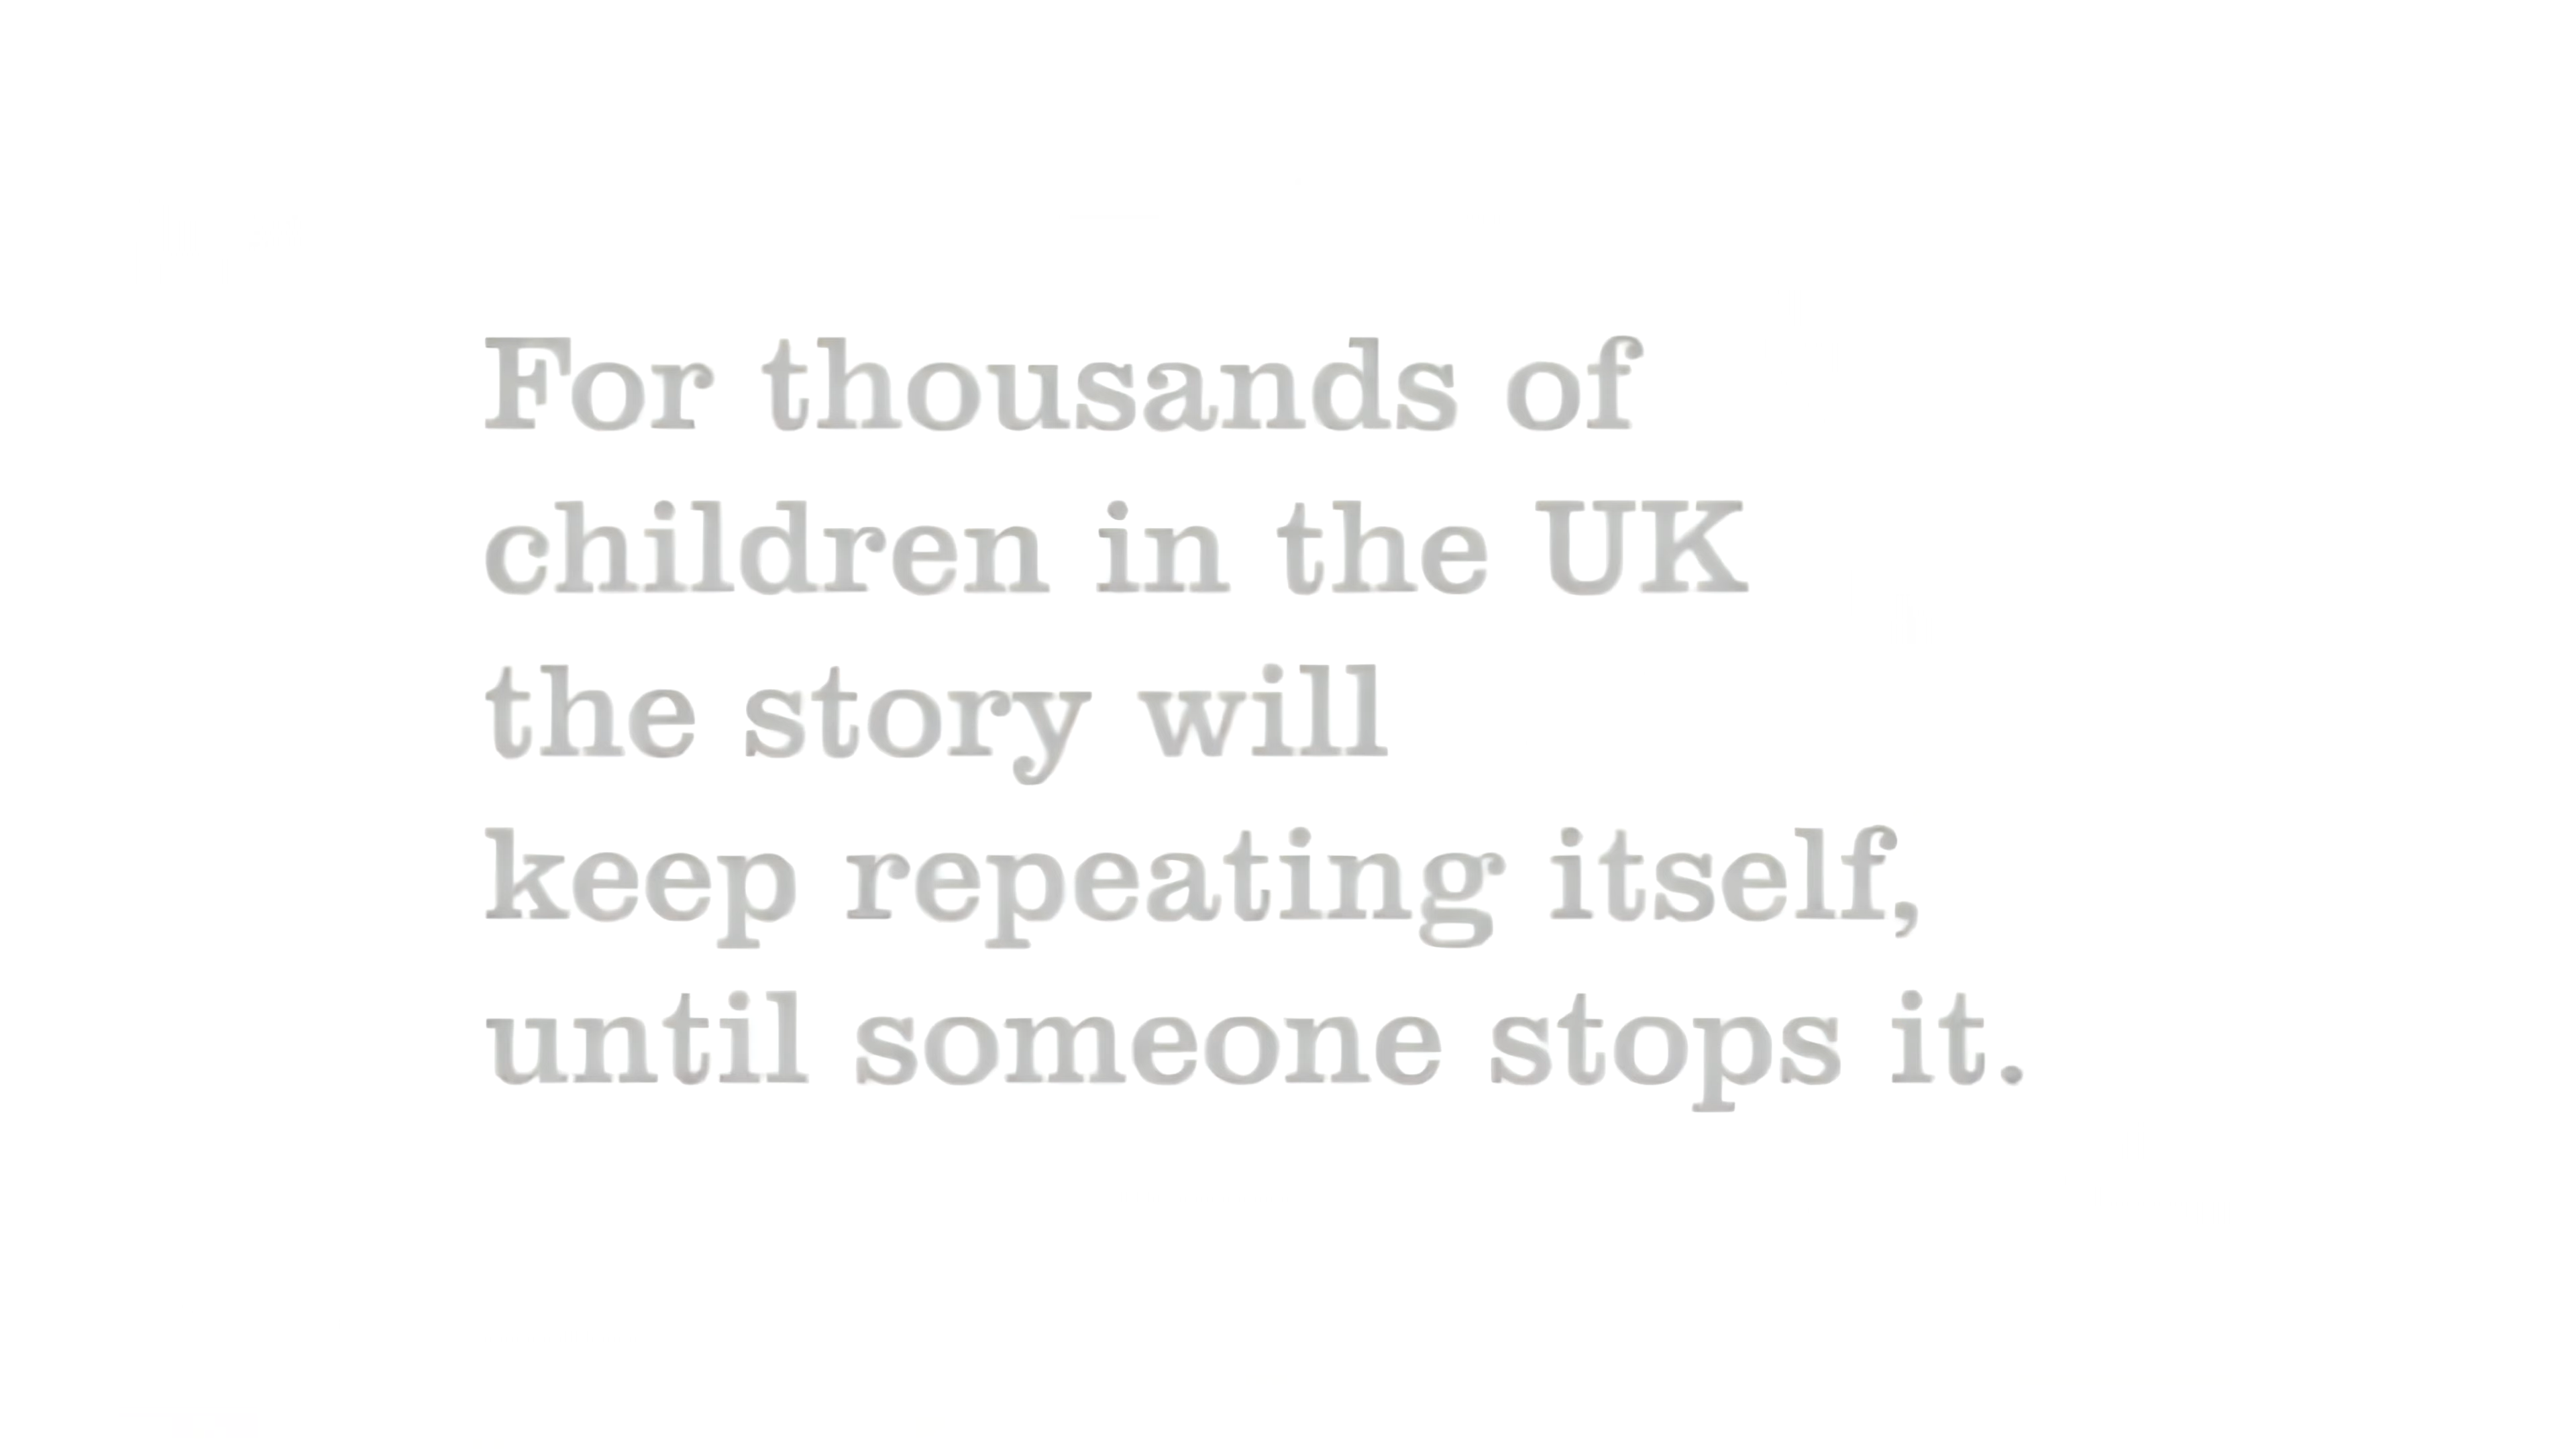 For thousands of
children in the UK
the story will
keep repeating itself,
until someone stops it.